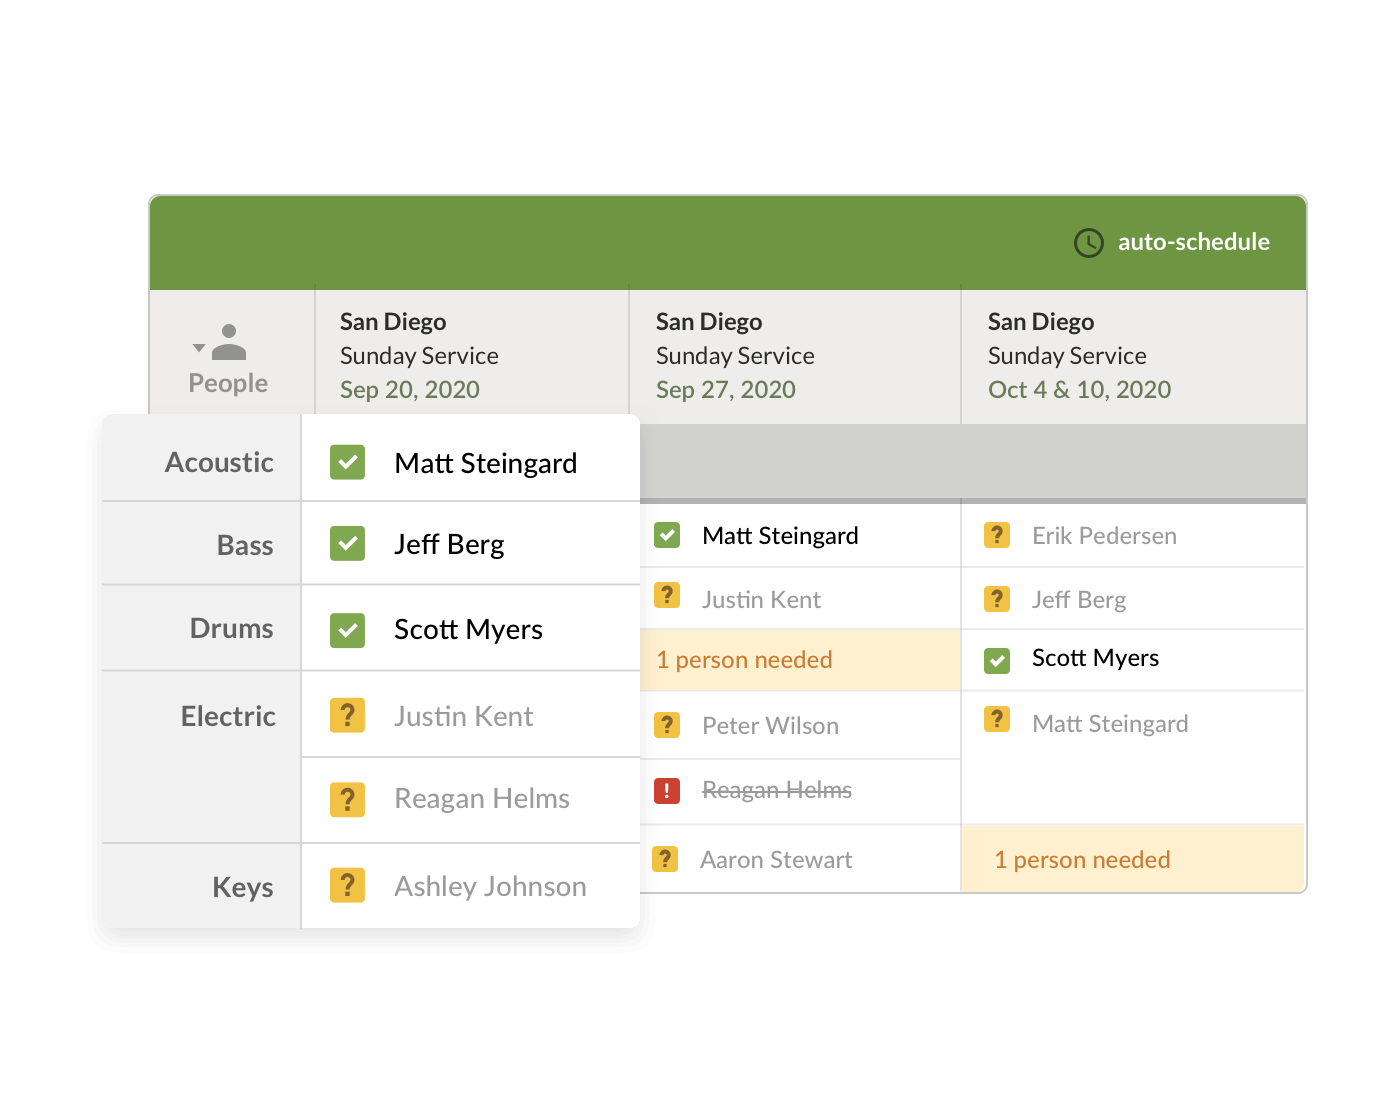 auto-schedule
People
San Diego
Sunday Service
Sep 20, 2020
San Diego
Sunday Service
Sep 27, 2020
San Diego
Sunday Service
Oct 4 & 10, 2020
Acoustic
Matt Steingard
Bass
Jeff Berg
Drums
Scott Myers
Electric
Justin Kent
Reagan Helms
Keys
Ashley Johnson
Matt Steingard
Justin Kent
1 person needed
Peter Wilson
Reagan Helms
Aaron Stewart
Erik Pedersen
Jeff Berg
Scott Myers
Matt Steingard
1 person needed